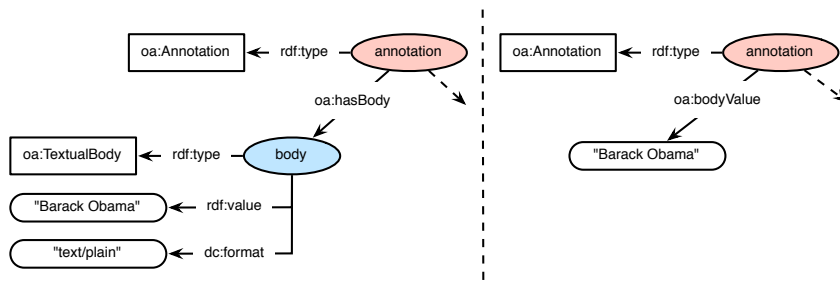 oa:Annotation rdf:type annotation
oa:hasBody
oa:TextualBody rdf:type body
"Barack Obama" rdf:value
"text/plain" dc:format
oa:Annotation rdf:type annotation
oa:bodyValue
"Barack Obama"